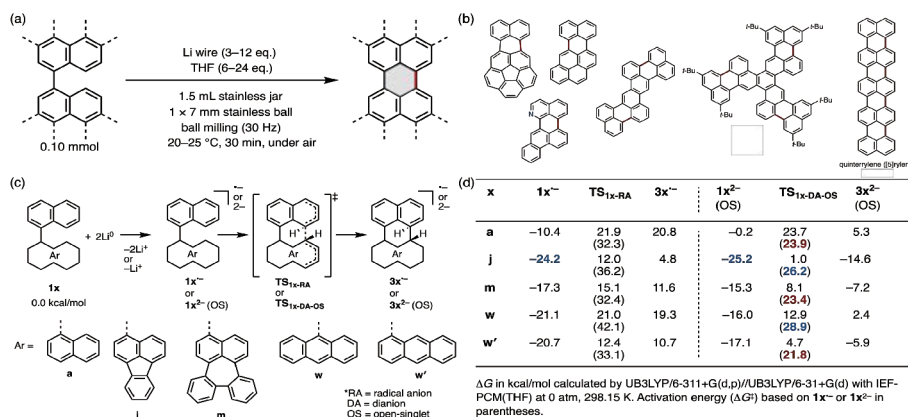 (a)
Li wire (3–12 eq.)
THF (6–24 eq.)
1.5 mL stainless jar
1 × 7 mm stainless ball
ball milling (30 Hz)
20–25 °C, 30 min, under air
0.10 mmol
(b)
N
t-Bu
t-Bu
t-Bu
t-Bu
t-Bu
t-Bu
quinterrylene ([5]rylene
(c)
1x
0.0 kcal/mol
Ar
+ 2Li⁰
–2Li⁺
or
–Li⁺
•–
or
2–
Ar
1x•–
or
1x2– (OS)
‡
H
H
Ar
TS1x-RA
or
TS1x-DA-OS
•–
or
2–
H
H
Ar
3x•–
or
3x2– (OS)
Ar =
a
j
m
w
w′
*RA = radical anion
DA = dianion
OS = open-singlet
(d)
x 1x•– TS1x-RA 3x•– 1x2– (OS) TS1x-DA-OS 3x2– (OS)
a −10.4 21.9 (32.3) 20.8 −0.2 23.7 (23.9) 5.3
j −24.2 12.0 (36.2) 4.8 −25.2 1.0 (26.2) −14.6
m −17.3 15.1 (32.4) 11.6 −15.3 8.1 (23.4) −7.2
w −21.1 21.0 (42.1) 19.3 −16.0 12.9 (28.9) 2.4
w′ −20.7 12.4 (33.1) 10.7 −17.1 4.7 (21.8) −5.9
ΔG in kcal/mol calculated by UB3LYP/6-311+G(d,p)//UB3LYP/6-31+G(d) with IEF-
PCM(THF) at 0 atm, 298.15 K. Activation energy (ΔG‡) based on 1x•– or 1x2– in
parentheses.